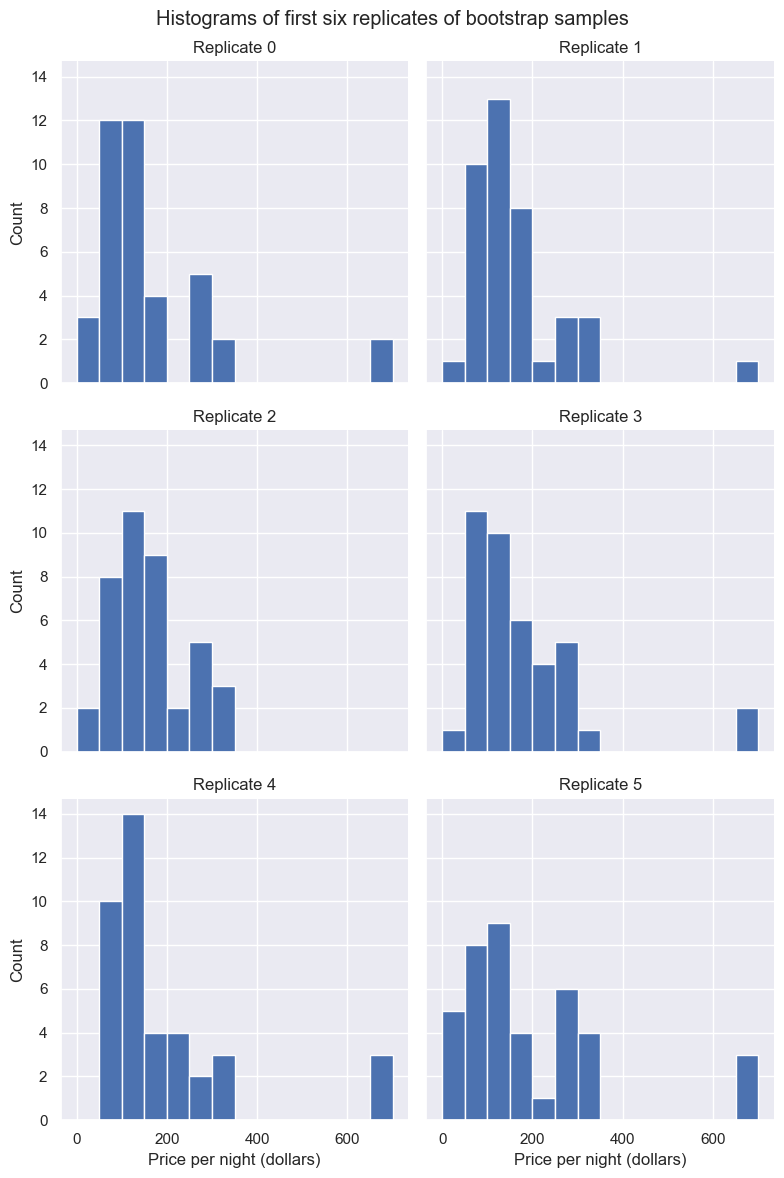 Histograms of first six replicates of bootstrap samples
Replicate 0
Replicate 1
14
12
10
8
6
4
2
0
Count
Replicate 2
Replicate 3
14
12
10
8
6
4
2
0
Count
Replicate 4
Replicate 5
14
12
10
8
6
4
2
0
Count
0 200 400 600
0 200 400 600
Price per night (dollars)
Price per night (dollars)